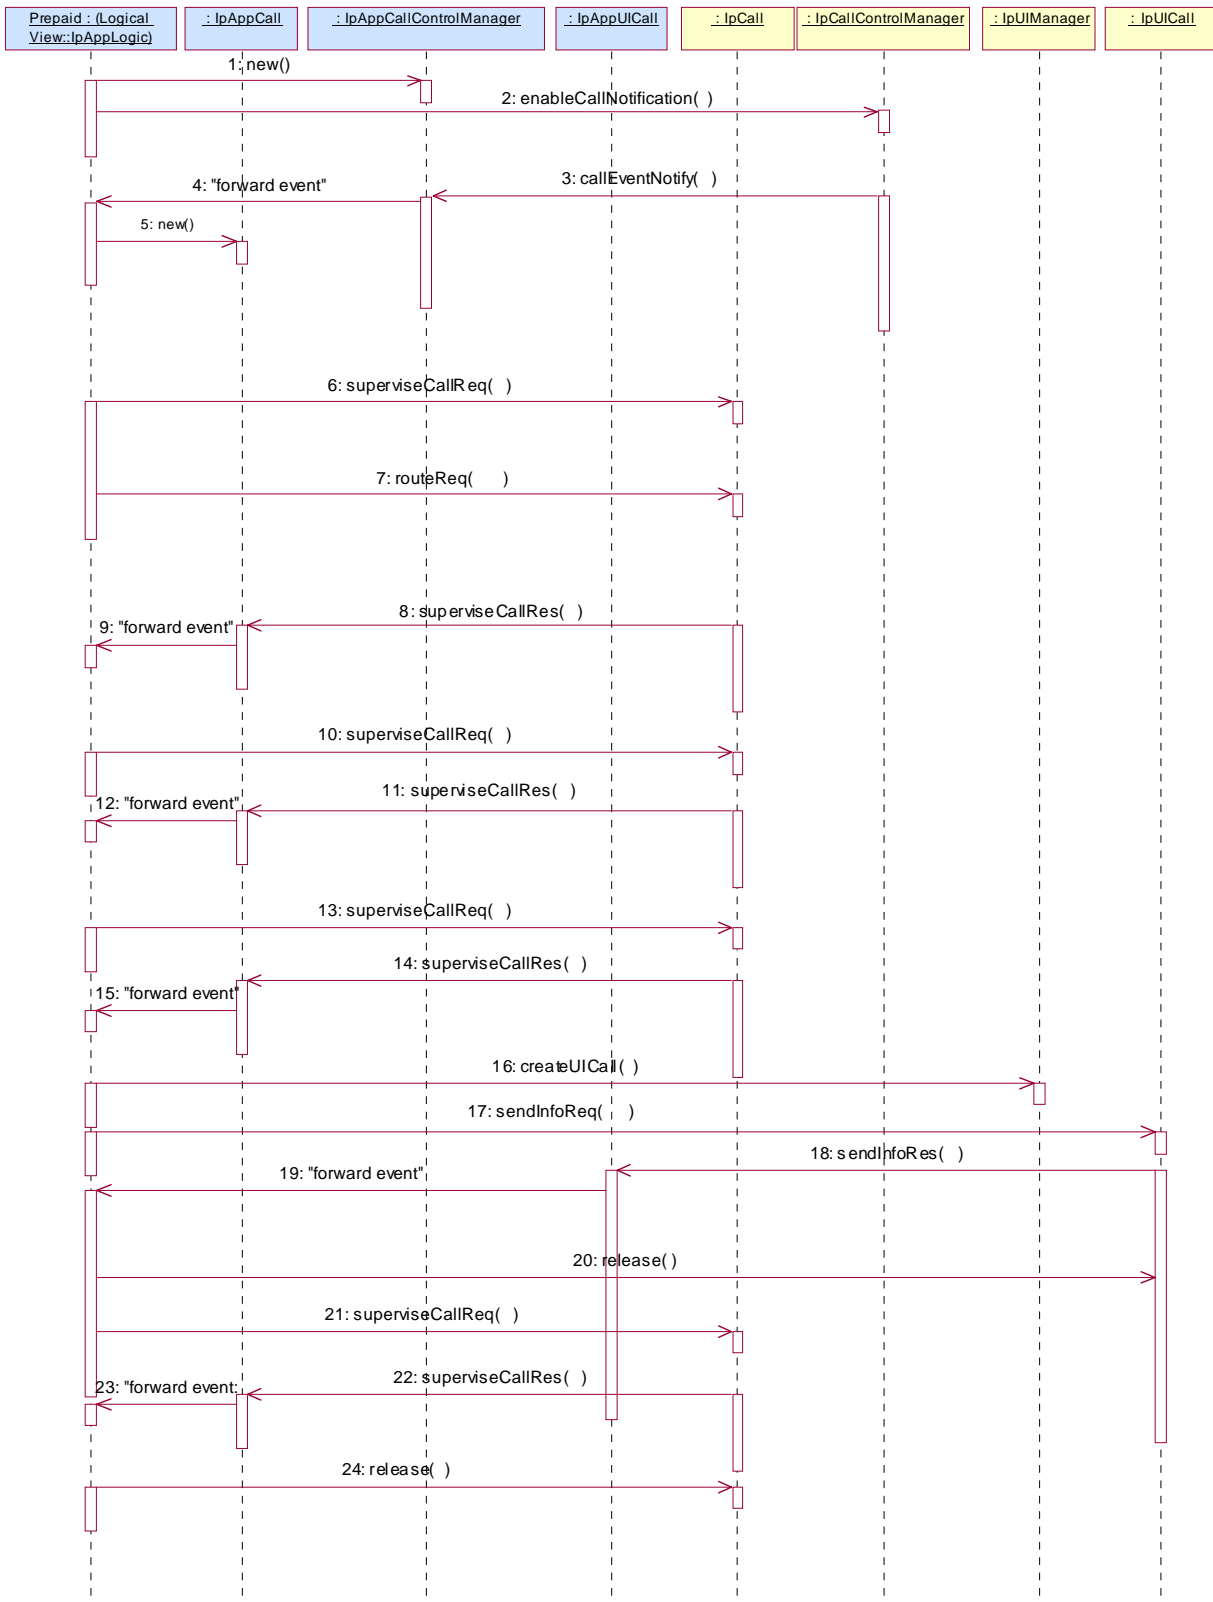 Prepaid : (Logical
View::IpAppLogic)
: IpAppCall
: IpAppCallControlManager
: IpAppUICall
: IpCall
: IpCallControlManager
: IpUIManager
: IpUICall
1: new()
2: enableCallNotification( )
3: callEventNotify( )
4: "forward event"
5: new()
6: superviseCallReq( )
7: routeReq( )
8: superviseCallRes( )
9: "forward event"
10: superviseCallReq( )
11: superviseCallRes( )
12: "forward event"
13: superviseCallReq( )
14: superviseCallRes( )
15: "forward event"
16: createUICall( )
17: sendInfoReq( )
18: sendInfoRes( )
19: "forward event"
20: release( )
21: superviseCallReq( )
22: superviseCallRes( )
23: "forward event:
24: release( )